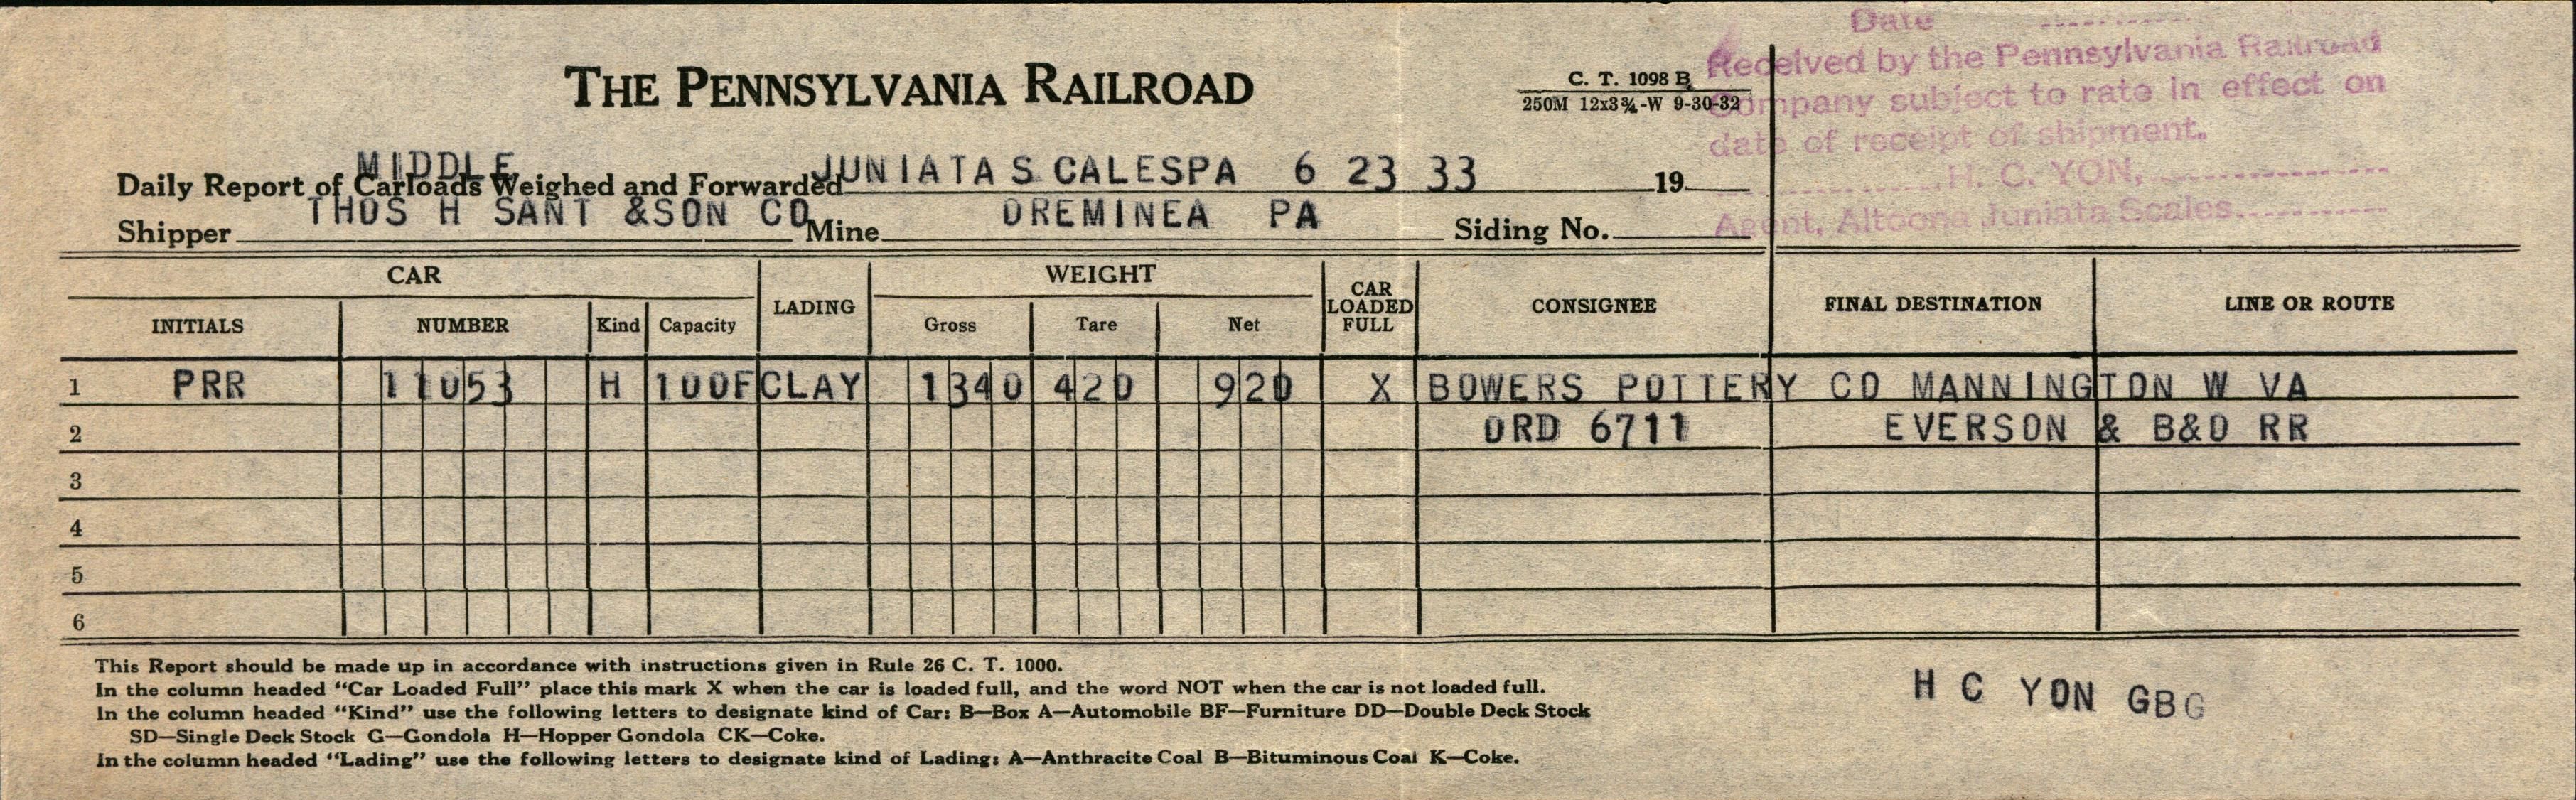 Date
Received by the Pennsylvania Railroad
Company subject to rate in effect on
date of receipt of shipment.
H. C. YON,
Agent, Altoona Juniata Scales.
THE PENNSYLVANIA RAILROAD
C. T. 1098 B
250M 12x3¾-W 9-30-32
MIDDLE
Daily Report of Carloads Weighed and Forwarded JUNIATA SCALESPA 6 23 33 19
Shipper THOS H SANT &SON CO Mine OREMINEA PA Siding No.
CAR LADING WEIGHT CAR LOADED FULL CONSIGNEE FINAL DESTINATION LINE OR ROUTE
INITIALS NUMBER Kind Capacity Gross Tare Net
1 PRR 11053 H 100F CLAY 1340 420 920 X BOWERS POTTERY CO MANNINGTON W VA
2 ORD 6711 EVERSON & B&O RR
3
4
5
6
This Report should be made up in accordance with instructions given in Rule 26 C. T. 1000.
In the column headed "Car Loaded Full" place this mark X when the car is loaded full, and the word NOT when the car is not loaded full.
In the column headed "Kind" use the following letters to designate kind of Car: B—Box A—Automobile BF—Furniture DD—Double Deck Stock
SD—Single Deck Stock G—Gondola H—Hopper Gondola CK—Coke.
In the column headed "Lading" use the following letters to designate kind of Lading: A—Anthracite Coal B—Bituminous Coal K—Coke.
H C YON GBG